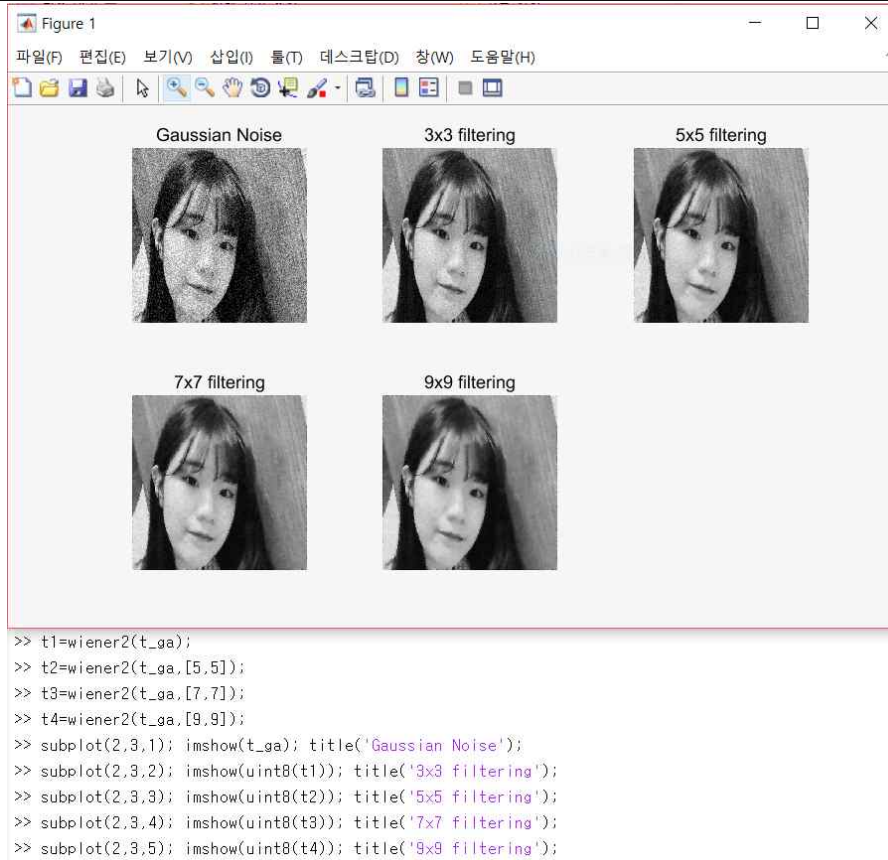 Figure 1
파일(F) 편집(E) 보기(V) 삽입(I) 툴(T) 데스크탑(D) 창(W) 도움말(H)
Gaussian Noise 3x3 filtering 5x5 filtering
7x7 filtering 9x9 filtering
>> t1=wiener2(t_ga);
>> t2=wiener2(t_ga,[5,5]);
>> t3=wiener2(t_ga,[7,7]);
>> t4=wiener2(t_ga,[9,9]);
>> subplot(2,3,1); imshow(t_ga); title('Gaussian Noise');
>> subplot(2,3,2); imshow(uint8(t1)); title('3x3 filtering');
>> subplot(2,3,3); imshow(uint8(t2)); title('5x5 filtering');
>> subplot(2,3,4); imshow(uint8(t3)); title('7x7 filtering');
>> subplot(2,3,5); imshow(uint8(t4)); title('9x9 filtering');